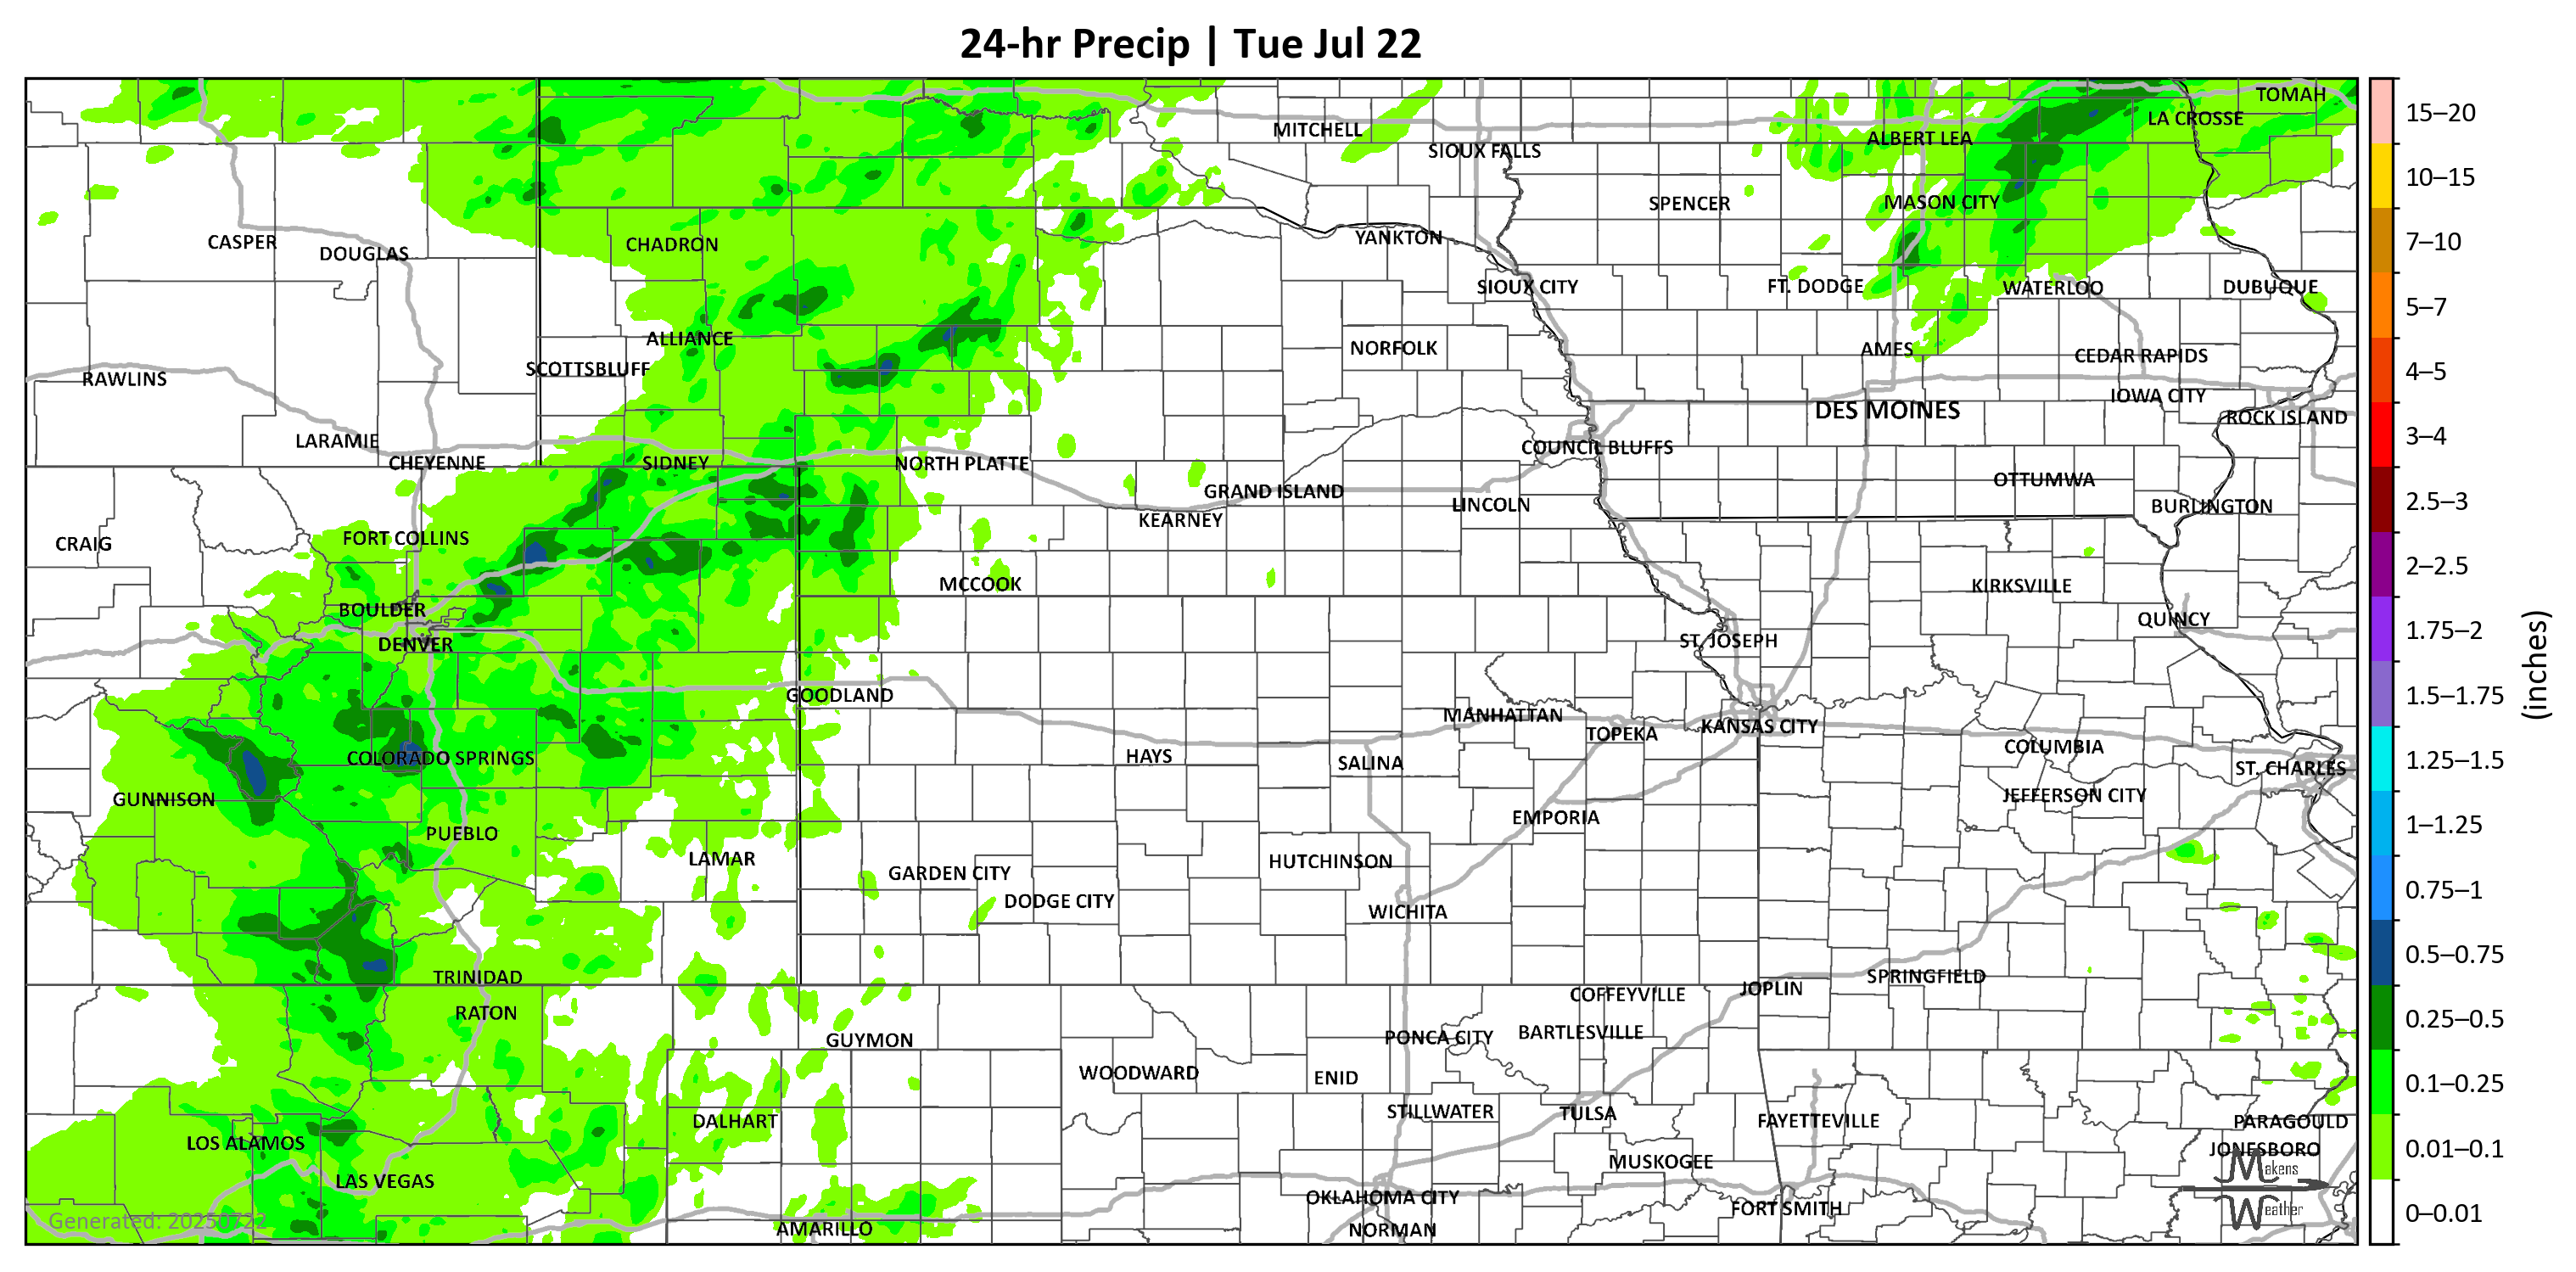 24-hr Precip | Tue Jul 22
TOMAH
LA CROSSE
MITCHELL
ALBERT LEA
SIOUX FALLS
SPENCER
MASON CITY
CASPER
DOUGLAS
CHADRON
YANKTON
SIOUX CITY
FT. DODGE
WATERLOO
DUBUQUE
ALLIANCE
NORFOLK
AMES
CEDAR RAPIDS
SCOTTSBLUFF
RAWLINS
IOWA CITY
DES MOINES
ROCK ISLAND
LARAMIE
COUNCIL BLUFFS
CHEYENNE
SIDNEY
NORTH PLATTE
OTTUMWA
GRAND ISLAND
LINCOLN
BURLINGTON
KEARNEY
CRAIG
FORT COLLINS
MCCOOK
KIRKSVILLE
BOULDER
QUINCY
DENVER
ST. JOSEPH
GOODLAND
MANHATTAN
TOPEKA
KANSAS CITY
COLORADO SPRINGS
HAYS
SALINA
COLUMBIA
ST. CHARLES
GUNNISON
JEFFERSON CITY
PUEBLO
EMPORIA
LAMAR
GARDEN CITY
HUTCHINSON
DODGE CITY
WICHITA
TRINIDAD
SPRINGFIELD
JOPLIN
COFFEYVILLE
RATON
GUYMON
PONCA CITY
BARTLESVILLE
WOODWARD
ENID
DALHART
STILLWATER
TULSA
FAYETTEVILLE
PARAGOULD
LOS ALAMOS
JONESBORO
LAS VEGAS
MUSKOGEE
OKLAHOMA CITY
FORT SMITH
AMARILLO
NORMAN
Generated: 20250722
Makens
Weather
15–20
10–15
7–10
5–7
4–5
3–4
2.5–3
2–2.5
1.75–2
1.5–1.75
1.25–1.5
1–1.25
0.75–1
0.5–0.75
0.25–0.5
0.1–0.25
0.01–0.1
0–0.01
(inches)